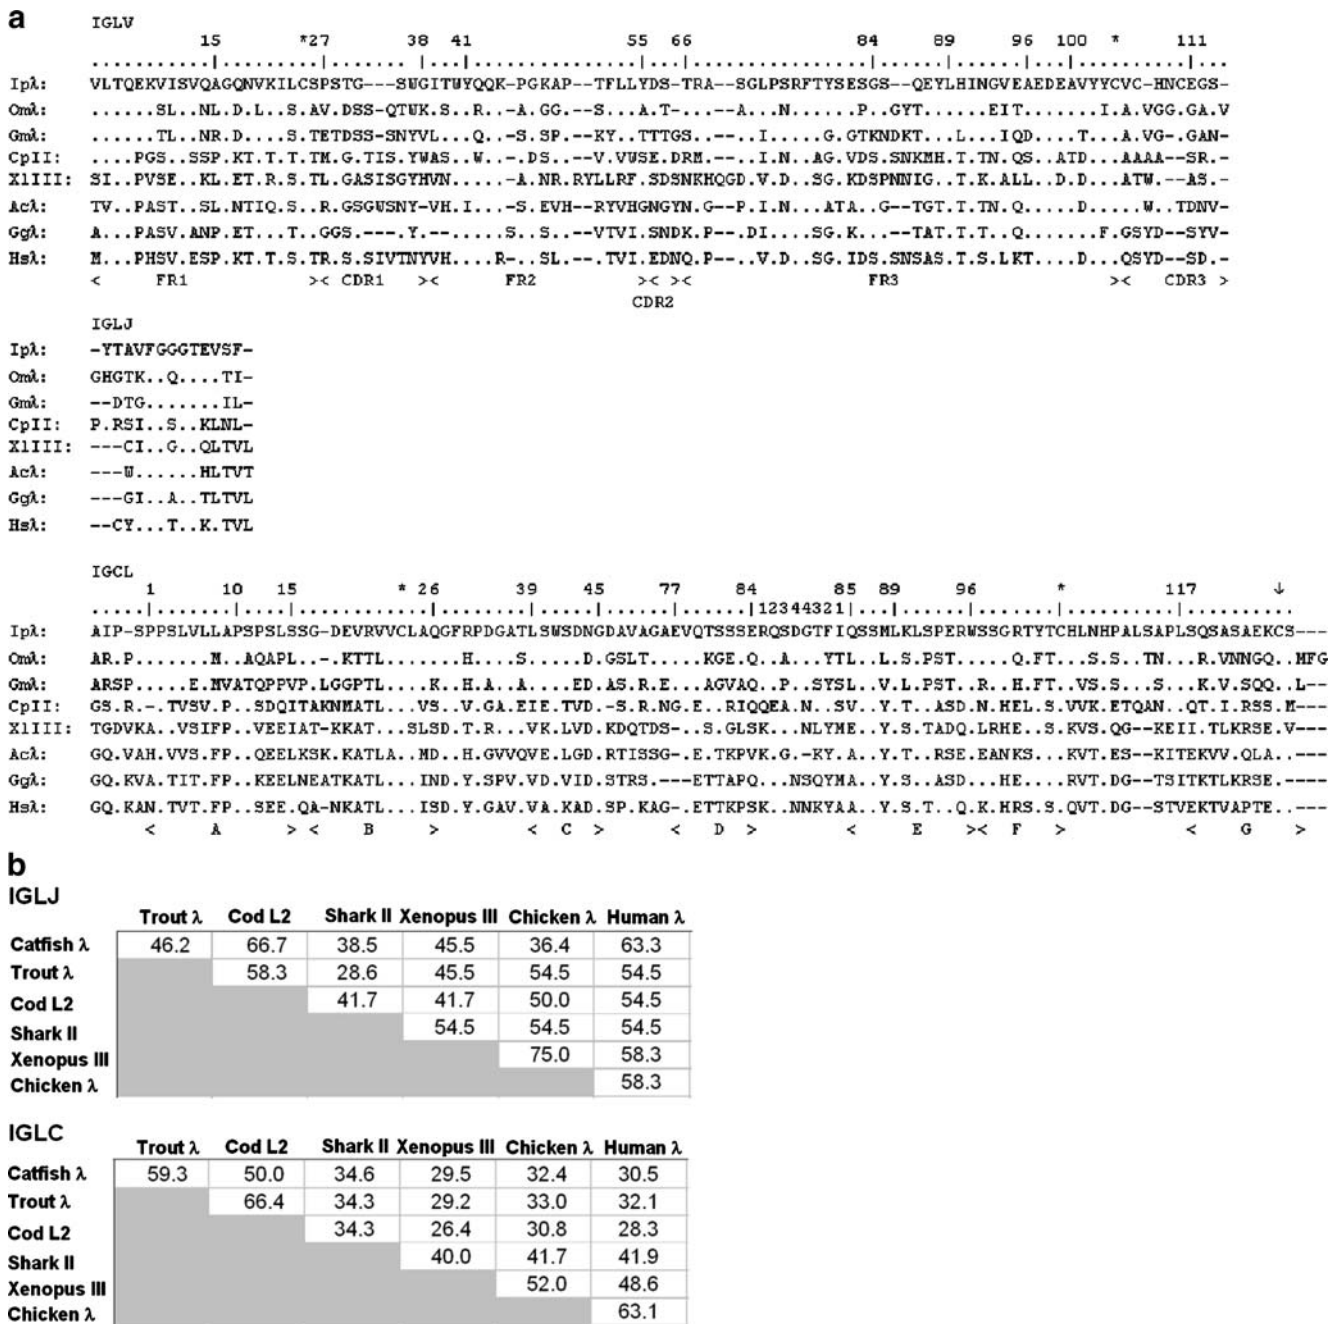 a
IGLV
15 *27 38 41 55 66 84 89 96 100 * 111
Ipλ: VLTQEKVISVQAGQNVKILCSPSTG---SWGITWYQQK-PGKAP--TFLLYDS-TRA--SGLPSRFTYSESGS--QEYLHINGVEAEDEAVYYCVC-HNCEGS-
Omλ: ......SL..NL.D.L..S.AV.DSS-QTWK.S..R..-A.GG..--S..A.T-.....A...N.....P..GYT......EIT.......I.A.VGG.GA.V
Gmλ: ......TL..NR.D....S.TETDSS-SNYVL...Q..-S.SP..--KY..TTTGS..--...I.....G.GTKNDKT..L...IQD....T..A.VG--GAN-
CpII: ....PGS..SSP.KT.T.T.TM.G.TIS.YWAS..W..-..DS..--V.VWSE.DRM..--.I.N..AG.VDS.SNKMH.T.TN.QS..ATD..AAAA--SR.-
XlIII: SI..PVSE..KL.ET.R.S.TL.GASISGYHVN....-.A.NR.RYLLRF.SDSNKHQGD.V.D..SG.KDSPNNIG..T.K.ALL..D.D...ATW.--AS.-
Acλ: TV..PAST..SL.NTIQ.S..R.GSGWSNY-VH.I...-S.EVH--RYVHGNGYN.G--P.I.N...ATA..G--TGT.T.TN.Q.....D....W..TDNV-
Ggλ: A...PASV.ANP.ET...T..GGS.----.Y..-----.S..S..--VTVI.SND.K.P--.DI....SG.K...--TAT.T.T..Q......F.GSYD--SYV-
Hsλ: M...PHSV.ESP.KT.T.S.TR.S.SIVTNYVH...R-..SL..--TVI.EDNQ.P--..V.D..SG.IDS.SNSAS.T.S.LKT....D...QSYD--SD.-
< FR1 >< CDR1 >< FR2 >< >< FR3 >< CDR3 >
CDR2
IGLJ
Ipλ: -YTAVFGGGTEVSF-
Omλ: GHGTK..Q....TI-
Gmλ: --DTG.......IL-
CpII: P.RSI..S..KLNL-
XlIII: ---CI..G..QLTVL
Acλ: ---W......HLTVT
Ggλ: ---GI..A..TLTVL
Hsλ: --CY...T..K.TVL
IGCL
1 10 15 * 26 39 45 77 84 12344321 85 89 96 * 117 ↓
Ipλ: AIP-SPPSLVLLAPSPSLSSG-DEVRVVCLAQGFRPDGATLSWSDNGDAVAGAEVQTSSSERQSDGTFIQSSMLKLSPERWSSGRTYTCHLNHPALSAPLSQSASAEKCS---
Omλ: AR.P.......M..AQAPL..-.KTTL.......H....S....D.GSLT.....KGE.Q..A...YTL..L.S.PST.....Q.FT..S.S..TN...R.VNNGQ..MFG
Gmλ: ARSP.....E.MVATQPPVP.LGGPTL....K..H.A..A....ED.AS.R.E...AGVAQ..P..SYSL..V.L.PST..R..H.FT..VS.S...S...K.V.SQQ..L--
CpII: GS.R.-.TVSV.P..SDQITAKNMATL...VS..V.GA.EIE.TVD.-S.R.NG.E..RIQQEA.N..SV..Y.T..ASD.N.HEL.S.VVK.ETQAN..QT.I.RSS.M---
XlIII: TGDVKA..VSIFP..VEEIAT-KKAT...SLSD.T.R...VK.LVD.KDQTDS--S.GLSK...NLYME..Y.S.TADQ.LRHE.S..KVS.QG--KEII.TLKRSE.V----
Acλ: GQ.VAH.VVS.FP..QEELKSK.KATLA..MD..H.GVVQVE.LGD.RTISSG-E.TKPV.K.G.-KY.A..Y.T..RSE.EANKS...KVT.ES--KITEKVV.QLA..----
Ggλ: GQ.KVA.TIT.FP..KEELNEATKATL...IND.Y.SPV.VD.VID.STRS.---ETTAPQ...NSQYMA..Y.S..ASD..HE....RVT.DG--TSITKTLKRSE.----
Hsλ: GQ.KAN.TVT.FP..SEE.QA-NKATL...ISD.Y.GAV.VA.KAD.SP.KAG-.ETTKPSK..NNKYAA..Y.S.T..Q.K.HRS.S.QVT.DG--STVEKTVAPTE..---
< A >< B > < C > < D > < E >< F > < G >
b
IGLJ
Trout λ Cod L2 Shark II Xenopus III Chicken λ Human λ
Catfish λ 46.2 66.7 38.5 45.5 36.4 63.3
Trout λ 58.3 28.6 45.5 54.5 54.5
Cod L2 41.7 41.7 50.0 54.5
Shark II 54.5 54.5 54.5
Xenopus III 75.0 58.3
Chicken λ 58.3
IGLC
Trout λ Cod L2 Shark II Xenopus III Chicken λ Human λ
Catfish λ 59.3 50.0 34.6 29.5 32.4 30.5
Trout λ 66.4 34.3 29.2 33.0 32.1
Cod L2 34.3 26.4 30.8 28.3
Shark II 40.0 41.7 41.9
Xenopus III 52.0 48.6
Chicken λ 63.1